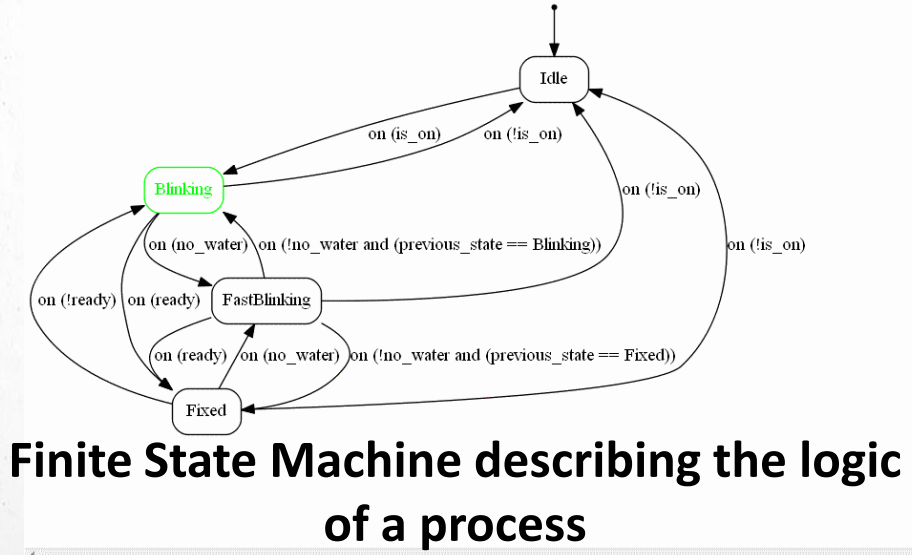 Idle
on (is_on)
on (!is_on)
Blinking
on (!is_on)
on (no_water)
on (!no_water and (previous_state == Blinking))
on (!is_on)
on (!ready)
on (ready)
FastBlinking
on (ready)
on (no_water)
on (!no_water and (previous_state == Fixed))
Fixed
Finite State Machine describing the logic
of a process